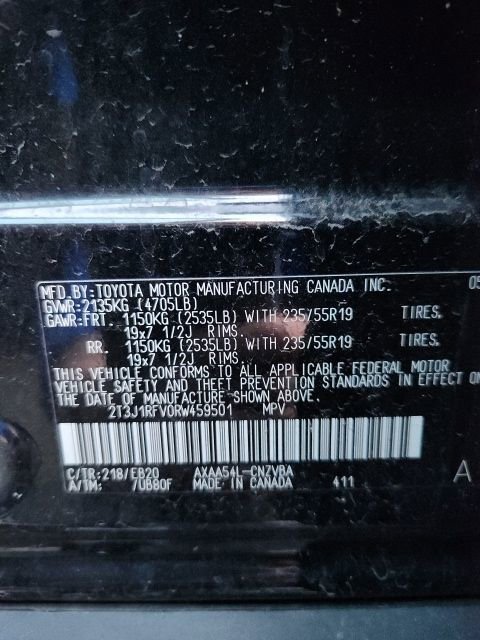 MFD.BY:TOYOTA MOTOR MANUFACTURING CANADA INC. 05
GVWR:2135KG (4705LB)
GAWR:FRT. 1150KG (2535LB) WITH 235/55R19 TIRES.
19x7 1/2J RIMS
RR. 1150KG (2535LB) WITH 235/55R19 TIRES.
19x7 1/2J RIMS
THIS VEHICLE CONFORMS TO ALL APPLICABLE FEDERAL MOTOR
VEHICLE SAFETY AND THEFT PREVENTION STANDARDS IN EFFECT ON
THE DATE OF MANUFACTURE SHOWN ABOVE.
2T3J1RFV0RW459501 MPV
C/TR:218/EB20 AXAA54L-CNZVBA
A/TM: /UB80F MADE IN CANADA 411
A